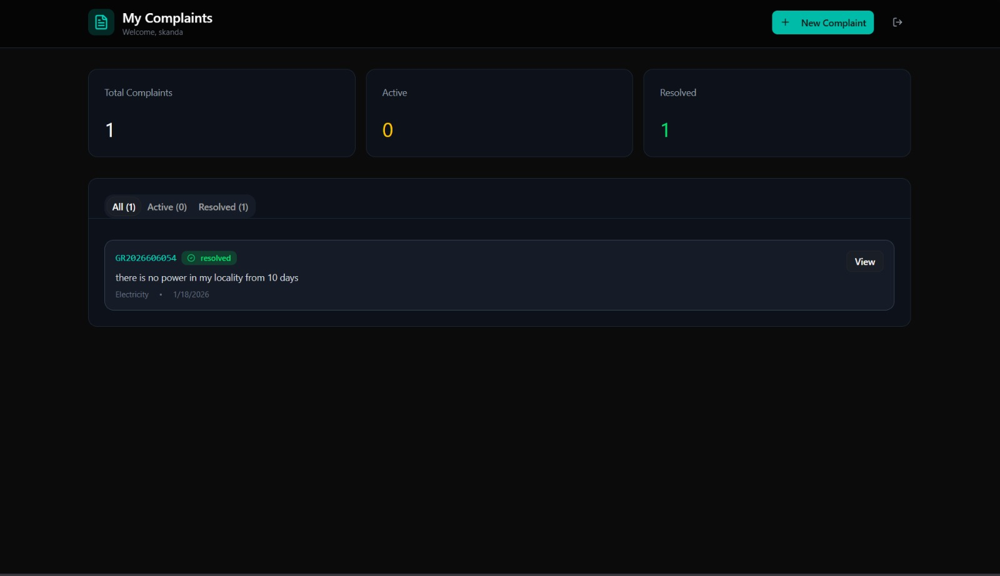 My Complaints
Welcome, skanda
+ New Complaint
Total Complaints
1
Active
0
Resolved
1
All (1) Active (0) Resolved (1)
GR2026606054 resolved
View
there is no power in my locality from 10 days
Electricity • 1/18/2026